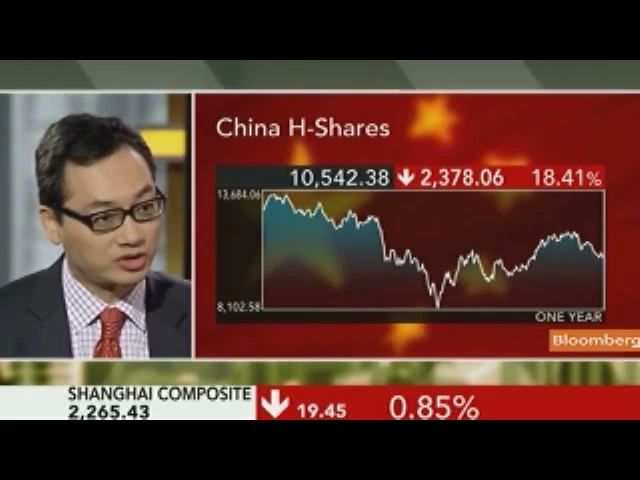 China H-Shares
10,542.38 2,378.06 18.41%
13,684.06
8,102.58
ONE YEAR
Bloomberg
SHANGHAI COMPOSITE
2,265.43 19.45 0.85%